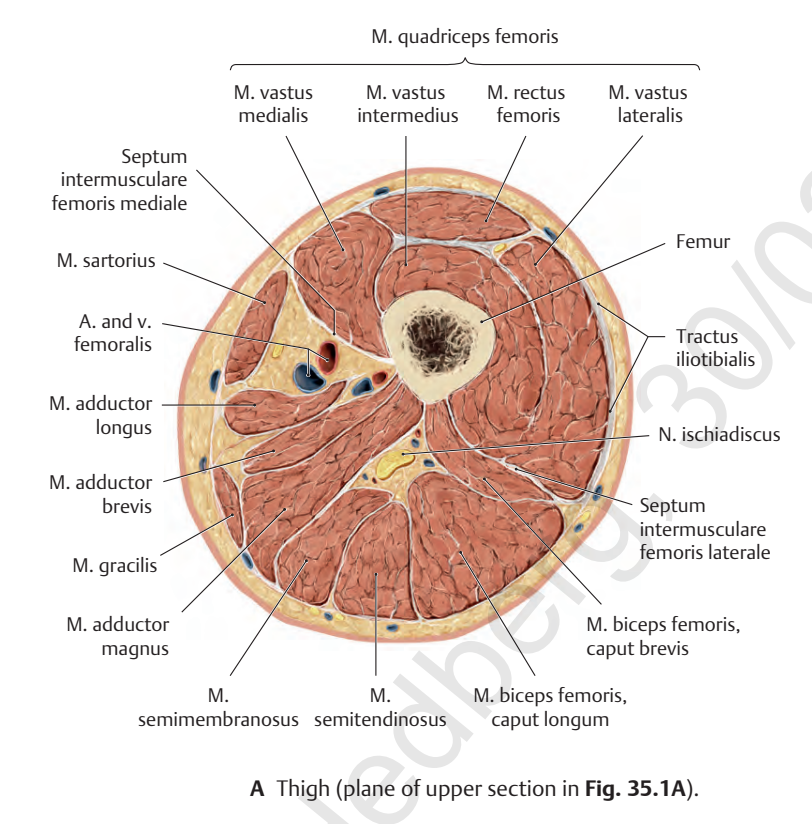 M. quadriceps femoris
M. vastus
medialis
M. vastus
intermedius
M. rectus
femoris
M. vastus
lateralis
Septum
intermusculare
femoris mediale
Femur
M. sartorius
A. and v.
femoralis
Tractus
iliotibialis
M. adductor
longus
N. ischiadiscus
M. adductor
brevis
Septum
intermusculare
femoris laterale
M. gracilis
M. adductor
magnus
M. biceps femoris,
caput brevis
M.
semimembranosus
M.
semitendinosus
M. biceps femoris,
caput longum
A Thigh (plane of upper section in Fig. 35.1A).